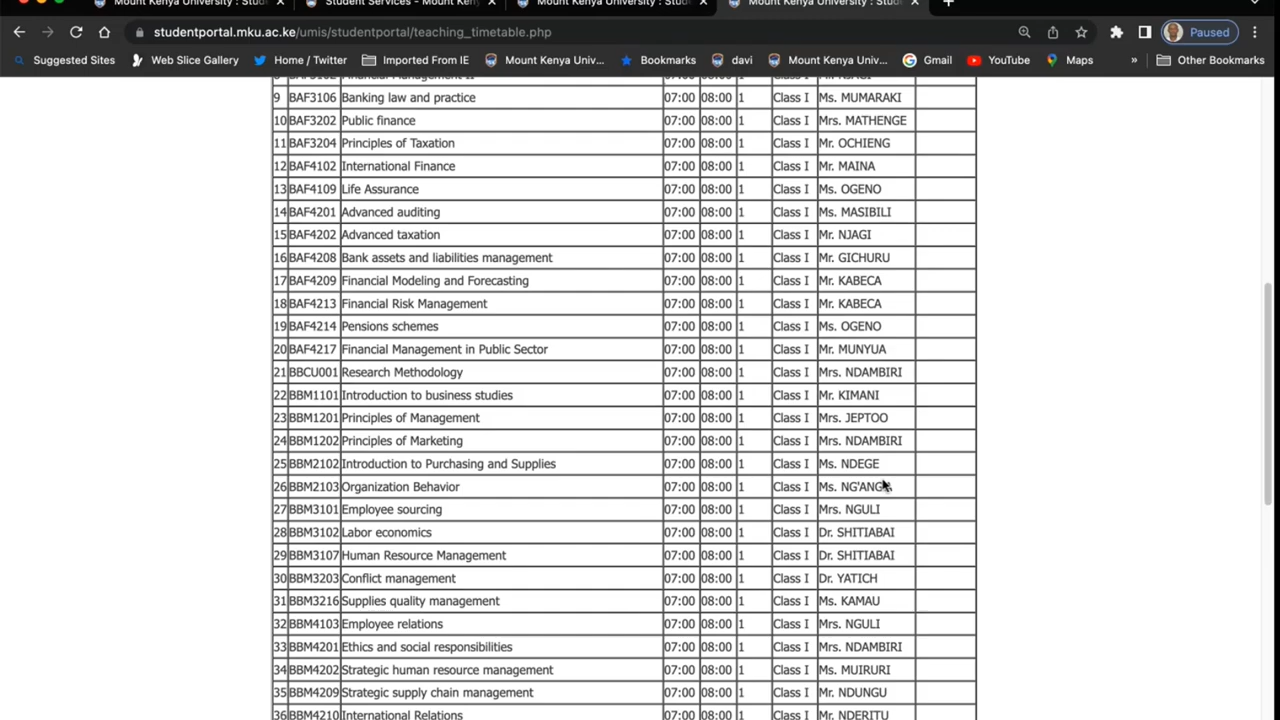 Mount Kenya University : Stud
Student Services - Mount Keny
Mount Kenya University : Stud
Mount Kenya University : Stude
studentportal.mku.ac.ke/umis/studentportal/teaching_timetable.php
Paused
Suggested Sites
Web Slice Gallery
Home / Twitter
Imported From IE
Mount Kenya Univ...
Bookmarks
davi
Mount Kenya Univ...
Gmail
YouTube
Maps
»
Other Bookmarks
9 BAF3106 Banking law and practice 07:00 08:00 1 Class I Ms. MUMARAKI
10 BAF3202 Public finance 07:00 08:00 1 Class I Mrs. MATHENGE
11 BAF3204 Principles of Taxation 07:00 08:00 1 Class I Mr. OCHIENG
12 BAF4102 International Finance 07:00 08:00 1 Class I Mr. MAINA
13 BAF4109 Life Assurance 07:00 08:00 1 Class I Ms. OGENO
14 BAF4201 Advanced auditing 07:00 08:00 1 Class I Ms. MASIBILI
15 BAF4202 Advanced taxation 07:00 08:00 1 Class I Mr. NJAGI
16 BAF4208 Bank assets and liabilities management 07:00 08:00 1 Class I Mr. GICHURU
17 BAF4209 Financial Modeling and Forecasting 07:00 08:00 1 Class I Mr. KABECA
18 BAF4213 Financial Risk Management 07:00 08:00 1 Class I Mr. KABECA
19 BAF4214 Pensions schemes 07:00 08:00 1 Class I Ms. OGENO
20 BAF4217 Financial Management in Public Sector 07:00 08:00 1 Class I Mr. MUNYUA
21 BBCU001 Research Methodology 07:00 08:00 1 Class I Mrs. NDAMBIRI
22 BBM1101 Introduction to business studies 07:00 08:00 1 Class I Mr. KIMANI
23 BBM1201 Principles of Management 07:00 08:00 1 Class I Mrs. JEPTOO
24 BBM1202 Principles of Marketing 07:00 08:00 1 Class I Mrs. NDAMBIRI
25 BBM2102 Introduction to Purchasing and Supplies 07:00 08:00 1 Class I Ms. NDEGE
26 BBM2103 Organization Behavior 07:00 08:00 1 Class I Ms. NG'ANGA
27 BBM3101 Employee sourcing 07:00 08:00 1 Class I Mrs. NGULI
28 BBM3102 Labor economics 07:00 08:00 1 Class I Dr. SHITIABAI
29 BBM3107 Human Resource Management 07:00 08:00 1 Class I Dr. SHITIABAI
30 BBM3203 Conflict management 07:00 08:00 1 Class I Dr. YATICH
31 BBM3216 Supplies quality management 07:00 08:00 1 Class I Ms. KAMAU
32 BBM4103 Employee relations 07:00 08:00 1 Class I Mrs. NGULI
33 BBM4201 Ethics and social responsibilities 07:00 08:00 1 Class I Mrs. NDAMBIRI
34 BBM4202 Strategic human resource management 07:00 08:00 1 Class I Ms. MUIRURI
35 BBM4209 Strategic supply chain management 07:00 08:00 1 Class I Mr. NDUNGU
36 BBM4210 International Relations 07:00 08:00 1 Class I Mr. NDERITU